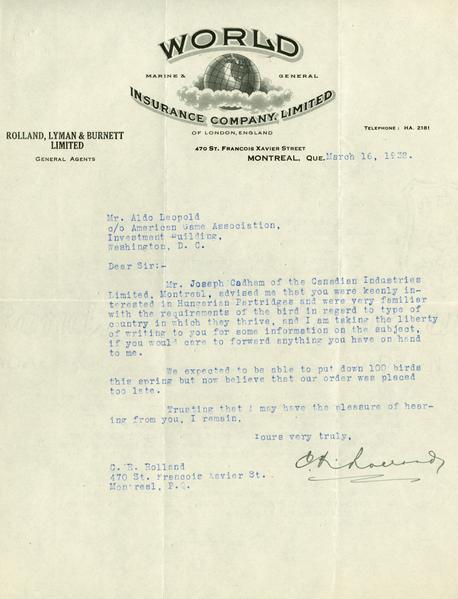 WORLD
MARINE & GENERAL
INSURANCE COMPANY, LIMITED
OF LONDON, ENGLAND
ROLLAND, LYMAN & BURNETT
LIMITED
GENERAL AGENTS
TELEPHONE: HA. 2181
470 ST. FRANCOIS XAVIER STREET
MONTREAL, QUE. March 16, 1932.
Mr. Aldo Leopold
c/o American Game Association,
Investment Building,
Washington, D. C.
Dear Sir:-
Mr. Joseph Cadham of the Canadian Industries
Limited, Montreal, advised me that you were keenly in-
terested in Hungarian Partridges and were very familiar
with the requirements of the bird in regard to type of
country in which they thrive, and I am taking the liberty
of writing to you for some information on the subject,
if you would care to forward anything you have on hand
to me.
We expected to be able to put down 100 birds
this spring but now believe that our order was placed
too late.
Trusting that I may have the pleasure of hear-
ing from you, I remain,
Yours very truly,
C. R. Rolland
470 St. Francois Xavier St.
Montreal, P.Q.